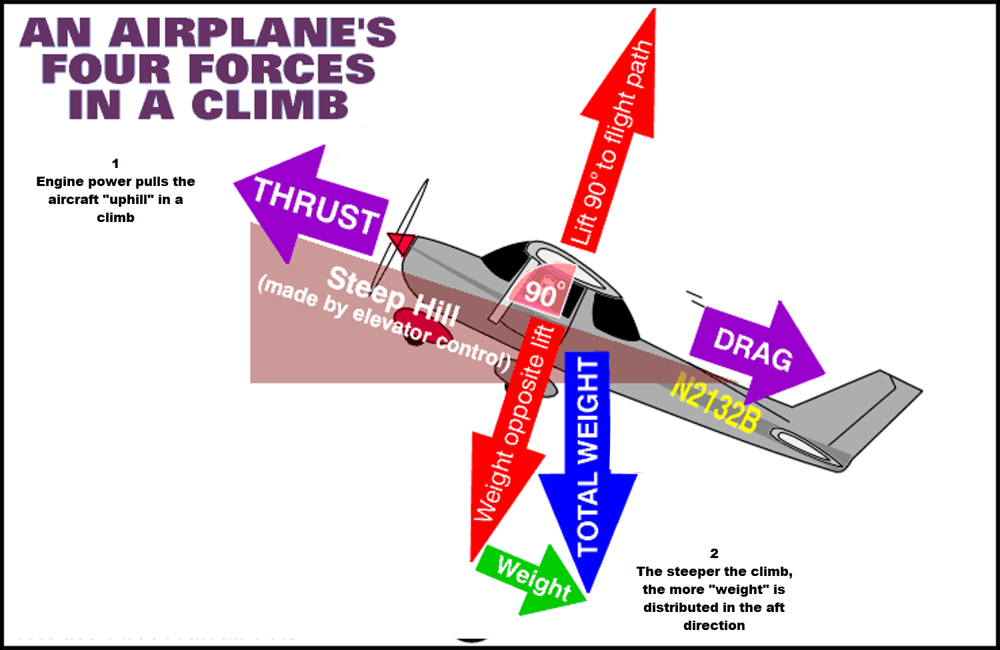 AN AIRPLANE'S
FOUR FORCES
IN A CLIMB
1
Engine power pulls the
aircraft "uphill" in a
climb
THRUST
Lift 90° to flight path
Steep Hill
(made by elevator control)
90°
DRAG
N2132B
Weight opposite lift
TOTAL WEIGHT
Weight
2
The steeper the climb,
the more "weight" is
distributed in the aft
direction